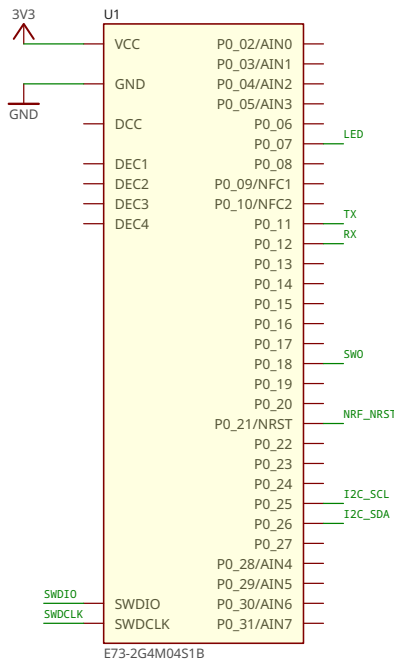 3V3
U1
VCC P0_02/AIN0
P0_03/AIN1
GND P0_04/AIN2
P0_05/AIN3
GND
DCC P0_06
P0_07 LED
DEC1 P0_08
DEC2 P0_09/NFC1
DEC3 P0_10/NFC2
DEC4 P0_11 TX
P0_12 RX
P0_13
P0_14
P0_15
P0_16
P0_17
P0_18 SWO
P0_19
P0_20
P0_21/NRST NRF_NRST
P0_22
P0_23
P0_24
P0_25 I2C_SCL
P0_26 I2C_SDA
P0_27
P0_28/AIN4
P0_29/AIN5
SWDIO SWDIO P0_30/AIN6
SWDCLK SWDCLK P0_31/AIN7
E73-2G4M04S1B